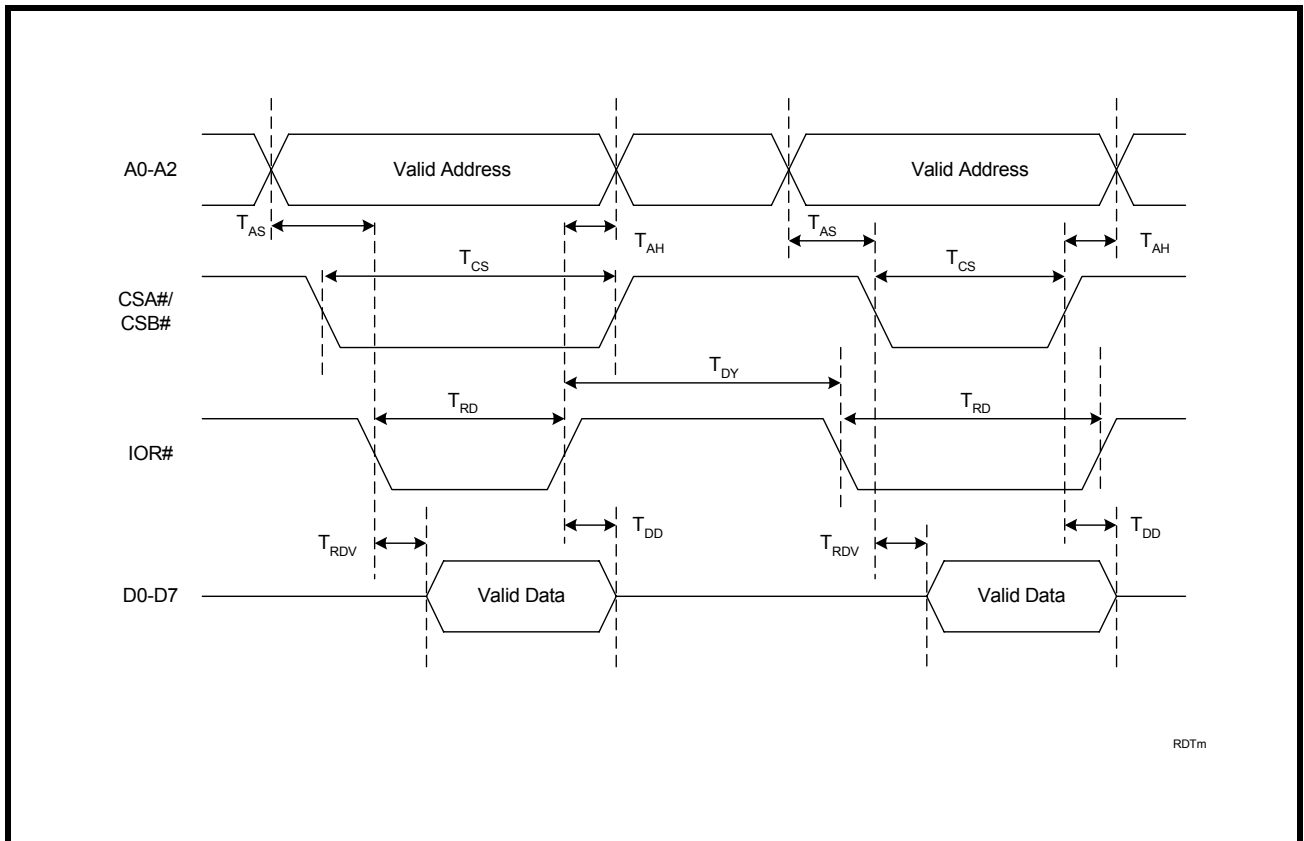 A0-A2
Valid Address
Valid Address
TAS
TAH
TAS
TAH
CSA#/
CSB#
TCS
TCS
TDY
IOR#
TRD
TRD
TRDV
TDD
TRDV
TDD
D0-D7
Valid Data
Valid Data
RDTm